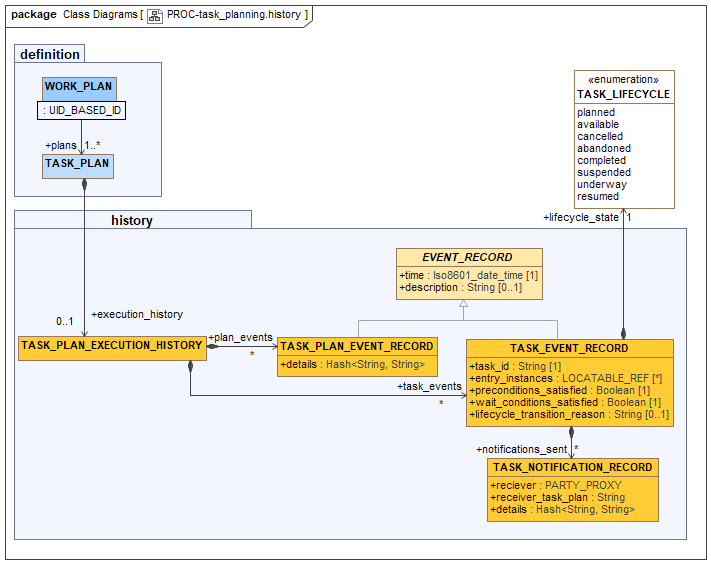 package Class Diagrams [ PROC-task_planning.history ]
definition
WORK_PLAN
: UID_BASED_ID
+plans 1..*
TASK_PLAN
«enumeration»
TASK_LIFECYCLE
planned
available
cancelled
abandoned
completed
suspended
underway
resumed
+lifecycle_state 1
history
EVENT_RECORD
+time : Iso8601_date_time [1]
+description : String [0..1]
0..1 +execution_history
TASK_PLAN_EXECUTION_HISTORY
+plan_events
*
TASK_PLAN_EVENT_RECORD
+details : Hash<String, String>
+task_events
*
TASK_EVENT_RECORD
+task_id : String [1]
+entry_instances : LOCATABLE_REF [*]
+preconditions_satisfied : Boolean [1]
+wait_conditions_satisfied : Boolean [1]
+lifecycle_transition_reason : String [0..1]
+notifications_sent *
TASK_NOTIFICATION_RECORD
+reciever : PARTY_PROXY
+receiver_task_plan : String
+details : Hash<String, String>